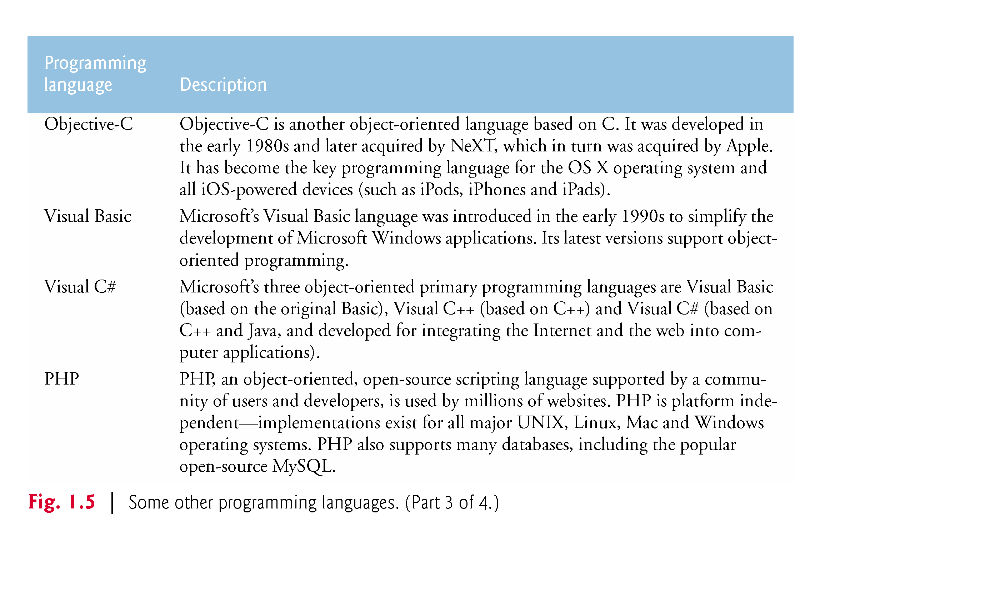 Programming
language Description
Objective-C Objective-C is another object-oriented language based on C. It was developed in
the early 1980s and later acquired by NeXT, which in turn was acquired by Apple.
It has become the key programming language for the OS X operating system and
all iOS-powered devices (such as iPods, iPhones and iPads).
Visual Basic Microsoft’s Visual Basic language was introduced in the early 1990s to simplify the
development of Microsoft Windows applications. Its latest versions support object-
oriented programming.
Visual C# Microsoft’s three object-oriented primary programming languages are Visual Basic
(based on the original Basic), Visual C++ (based on C++) and Visual C# (based on
C++ and Java, and developed for integrating the Internet and the web into com-
puter applications).
PHP PHP, an object-oriented, open-source scripting language supported by a commu-
nity of users and developers, is used by millions of websites. PHP is platform inde-
pendent—implementations exist for all major UNIX, Linux, Mac and Windows
operating systems. PHP also supports many databases, including the popular
open-source MySQL.
Fig. 1.5 | Some other programming languages. (Part 3 of 4.)